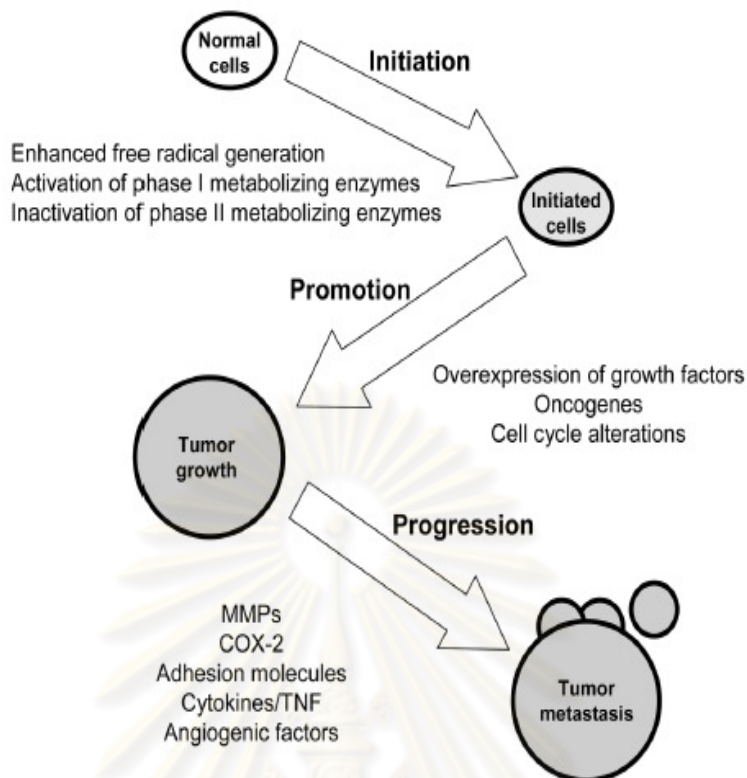 Normal
cells
Initiation
Enhanced free radical generation
Activation of phase I metabolizing enzymes
Inactivation of phase II metabolizing enzymes
Initiated
cells
Promotion
Overexpression of growth factors
Oncogenes
Cell cycle alterations
Tumor
growth
Progression
MMPs
COX-2
Adhesion molecules
Cytokines/TNF
Angiogenic factors
Tumor
metastasis